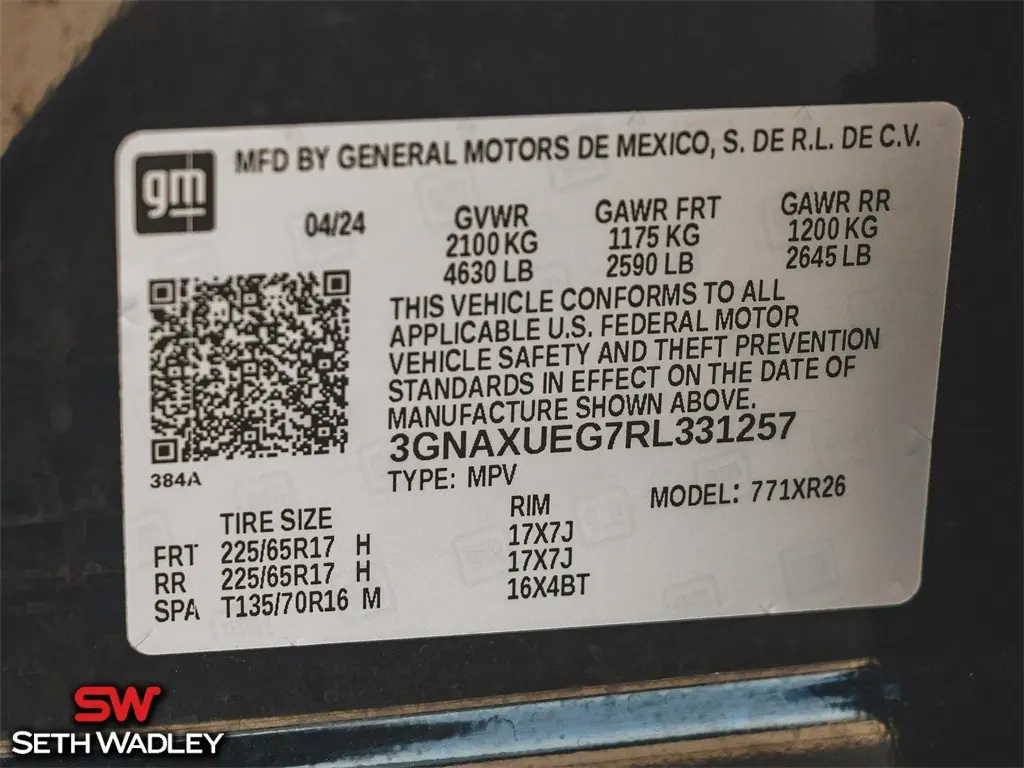 gm
MFD BY GENERAL MOTORS DE MEXICO, S. DE R.L. DE C.V.
04/24 GVWR GAWR FRT GAWR RR
2100 KG 1175 KG 1200 KG
4630 LB 2590 LB 2645 LB
THIS VEHICLE CONFORMS TO ALL
APPLICABLE U.S. FEDERAL MOTOR
VEHICLE SAFETY AND THEFT PREVENTION
STANDARDS IN EFFECT ON THE DATE OF
MANUFACTURE SHOWN ABOVE.
3GNAXUEG7RL331257
384A
TYPE: MPV MODEL: 771XR26
TIRE SIZE RIM
FRT 225/65R17 H 17X7J
RR 225/65R17 H 17X7J
SPA T135/70R16 M 16X4BT
SW
SETH WADLEY